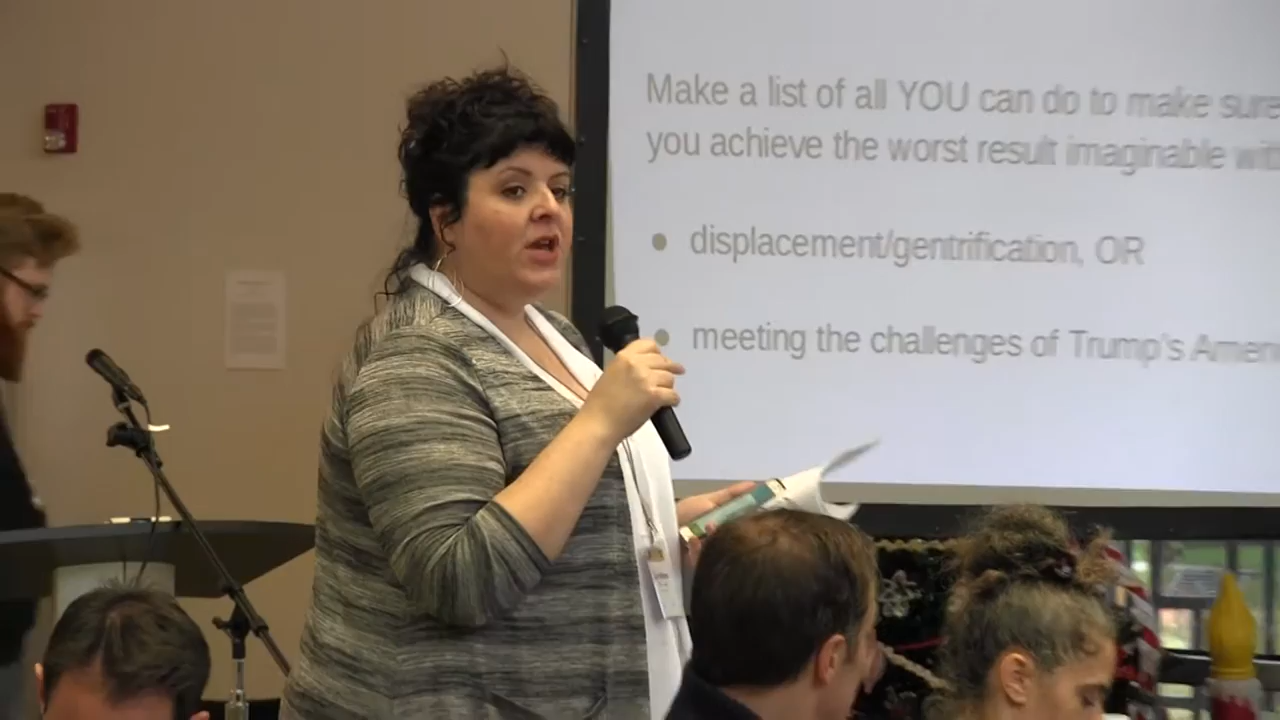 Make a list of all YOU can do to make sure
you achieve the worst result imaginable
displacement/gentrification, OR
meeting the challenges of Trump's